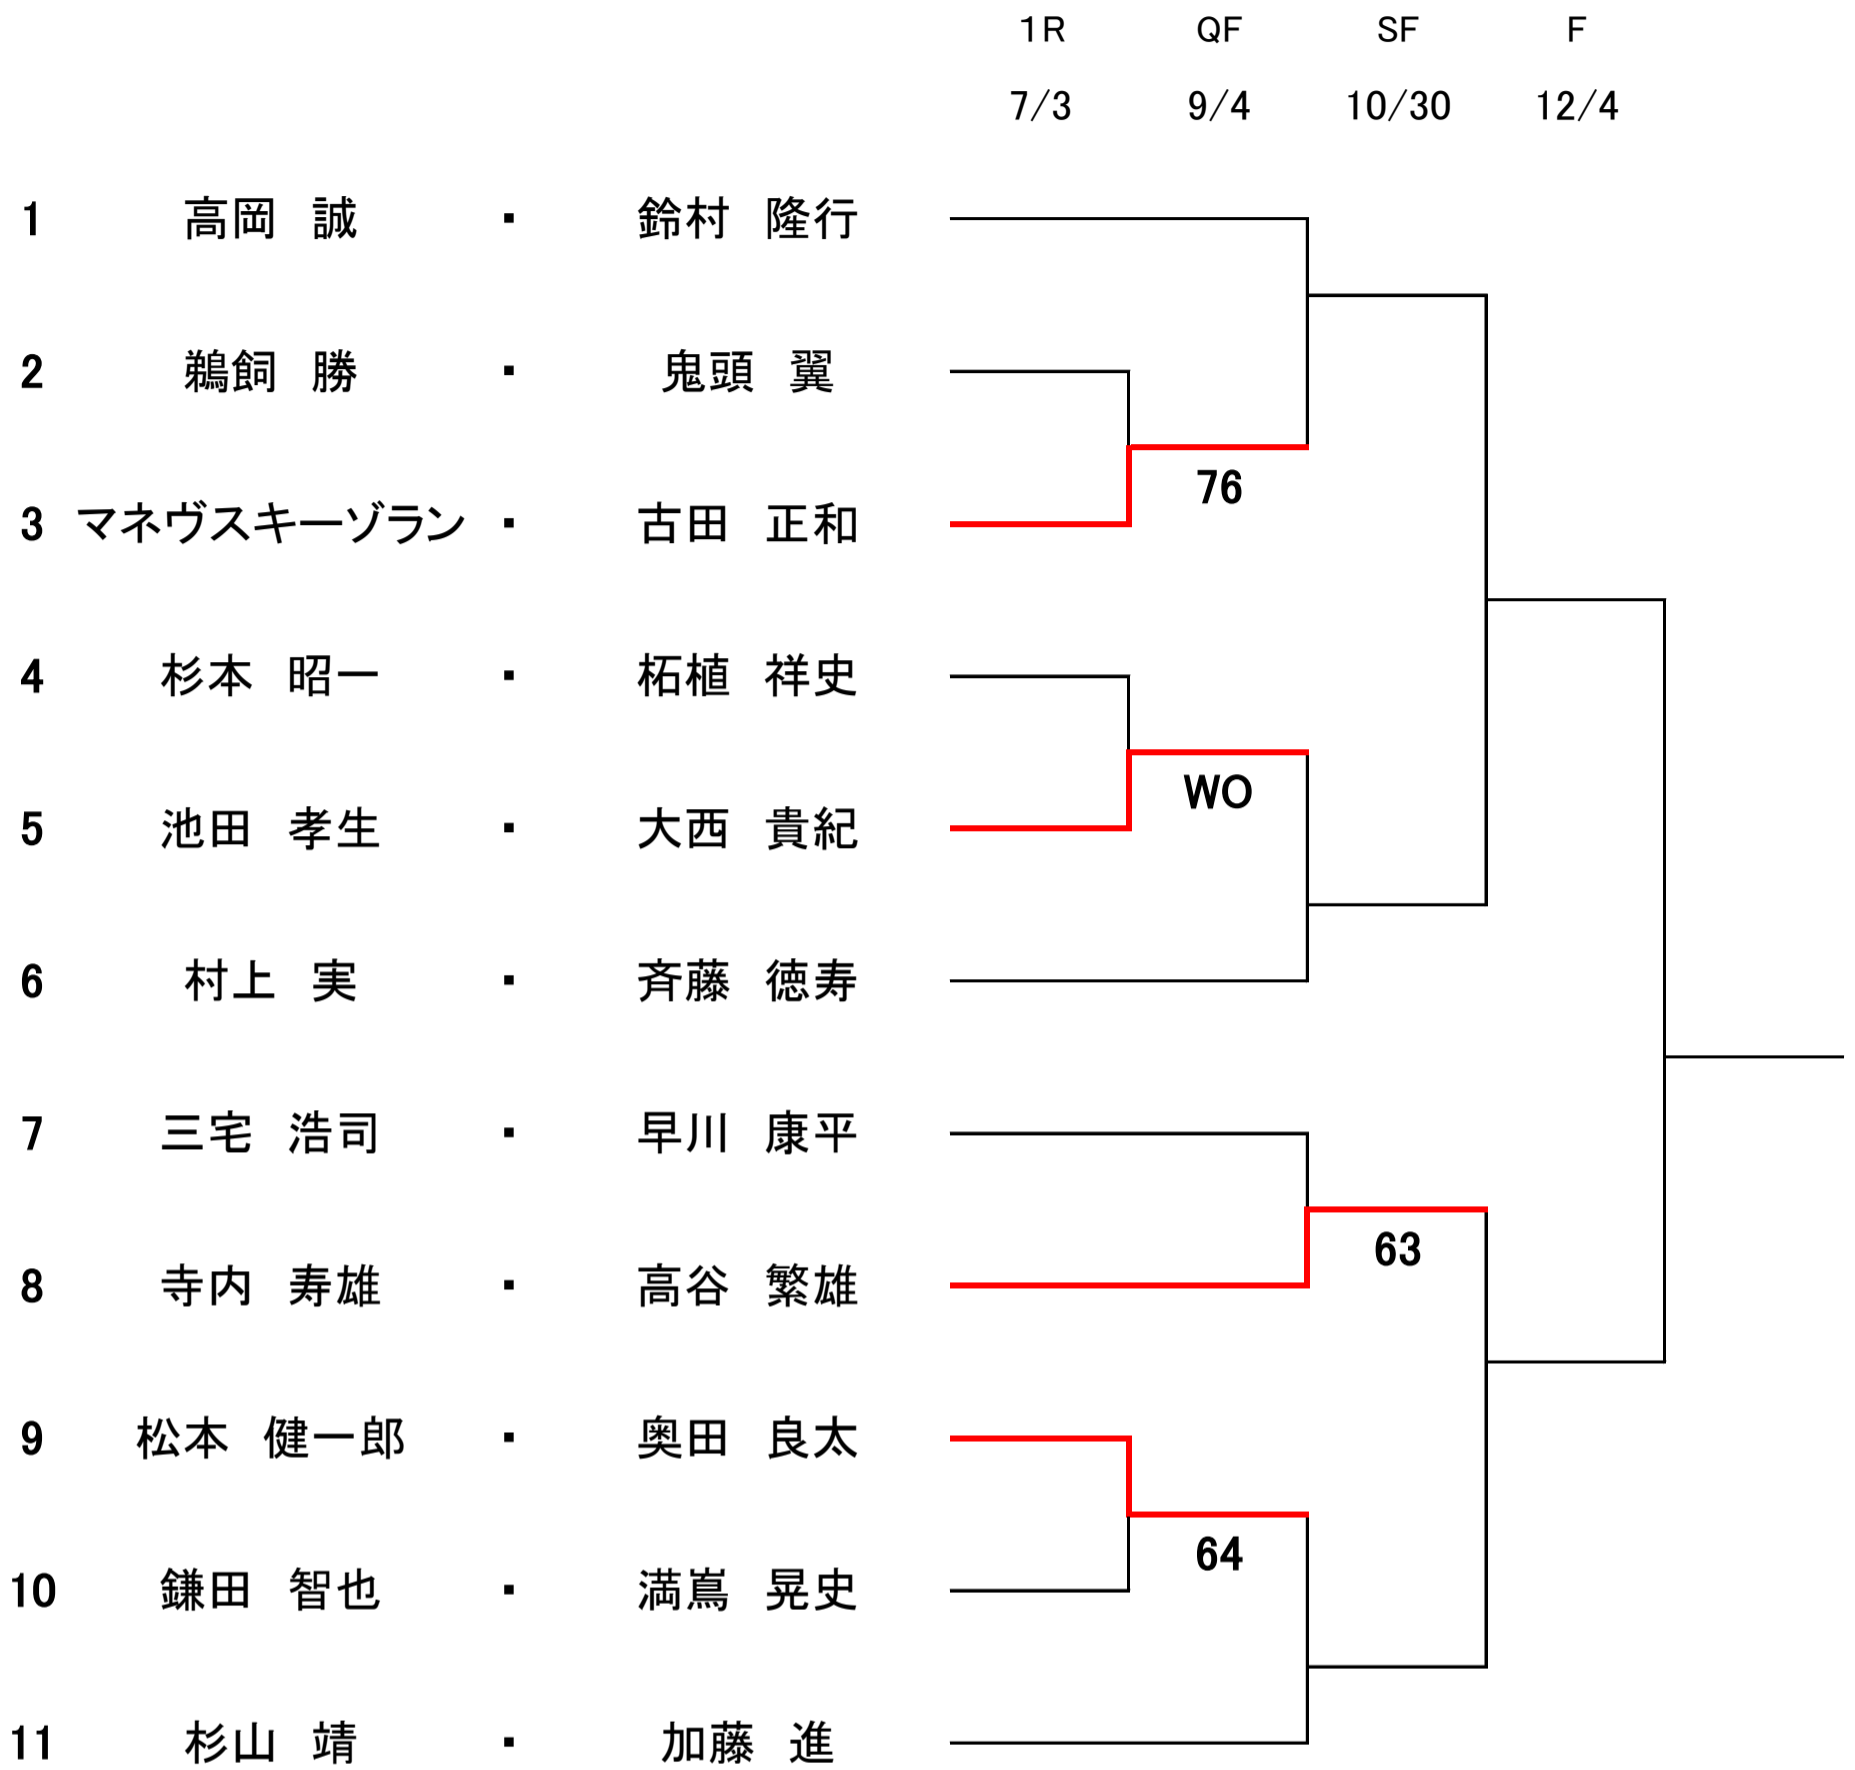 1R QF SF F
7/3 9/4 10/30 12/4
1 高岡 誠 ・ 鈴村 隆行
2 鵜飼 勝 ・ 鬼頭 翼
76
3 マネヴスキーゾラン ・ 古田 正和
4 杉本 昭一 ・ 柘植 祥史
WO
5 池田 孝生 ・ 大西 貴紀
6 村上 実 ・ 斉藤 徳寿
7 三宅 浩司 ・ 早川 康平
63
8 寺内 寿雄 ・ 高谷 繁雄
9 松本 健一郎 ・ 奥田 良太
64
10 鎌田 智也 ・ 満嶌 晃史
11 杉山 靖 ・ 加藤 進